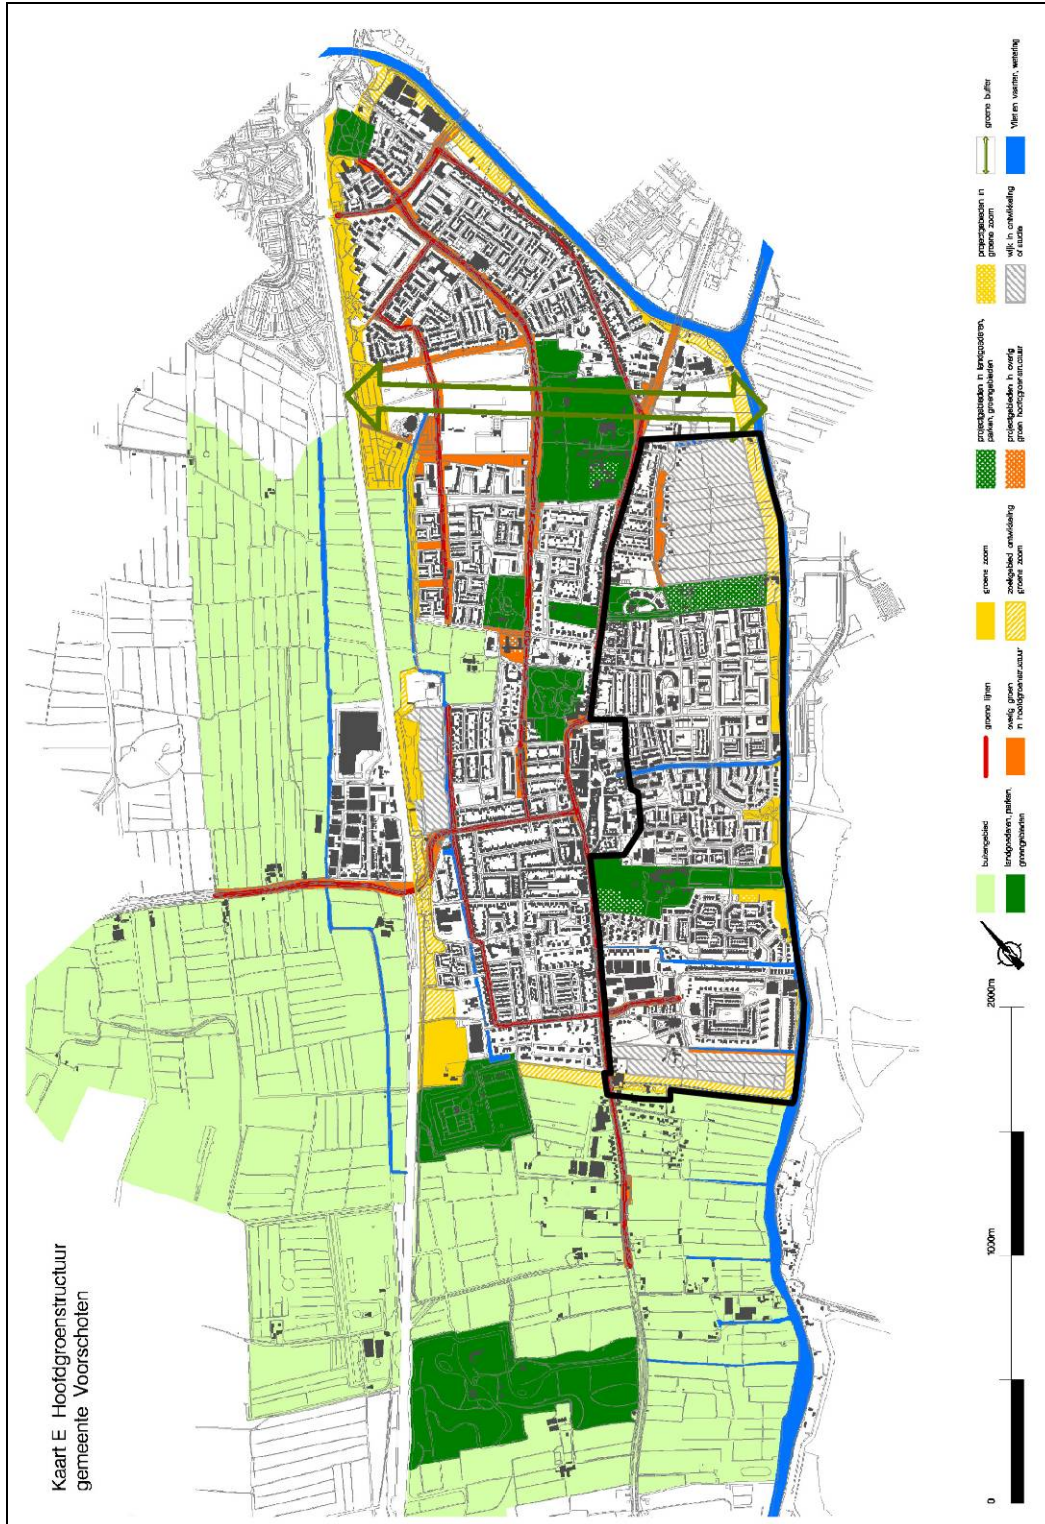 Kaart E Hoofdgroenstructuur
gemeente Voorschoten
buitengebied
landgoederen, parken,
groengebieden
groene lijnen
overig groen
in hoofdgroenstructuur
groene zoom
zoekgebied ontwikkeling
groene zoom
projectgebieden in landgoederen,
parken, groengebieden
projectgebieden in overig
groen hoofdgroenstructuur
projectgebieden in
groene zoom
wijk in ontwikkeling
of studie
groene buffer
Vliet en vaarten, watering
0
1000m
2000m